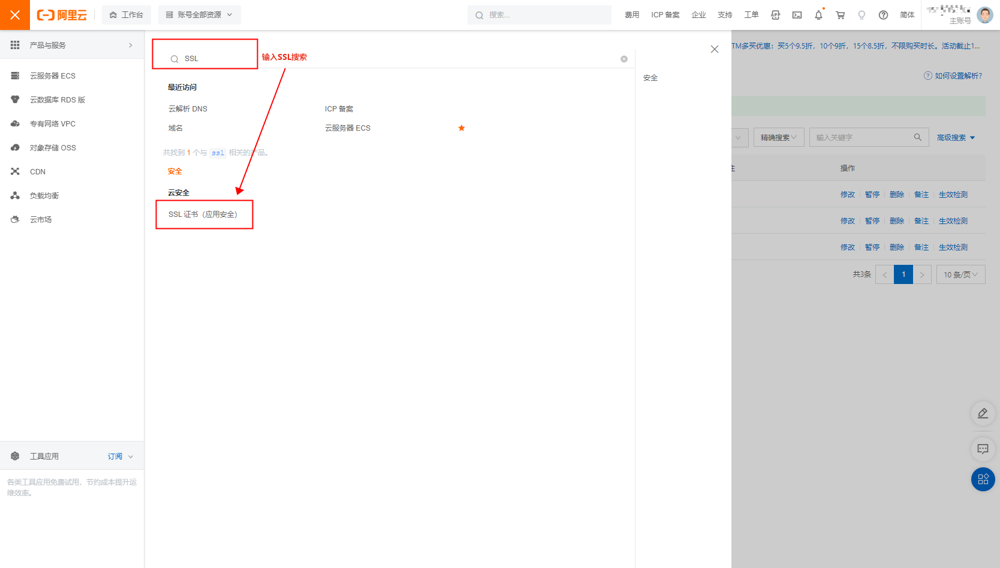 阿里云
工作台
账号全部资源
搜索...
费用
ICP 备案
企业
支持
工单
APP
简体
主账号
产品与服务
云服务器 ECS
云数据库 RDS 版
专有网络 VPC
对象存储 OSS
CDN
负载均衡
云市场
工具应用
订阅
各类工具应用免费试用，节约成本提升运
维效率。
SSL
输入SSL搜索
最近访问
云解析 DNS
ICP 备案
域名
云服务器 ECS
共找到 1 个与 ssl 相关的产品。
安全
云安全
SSL 证书（应用安全）
安全
TM多买优惠：买5个9.5折，10个9折，15个8.5折，不限购买时长。活动截止1...
如何设置解析?
精确搜索
输入关键字
高级搜索
注
操作
修改 暂停 删除 备注 生效检测
修改 暂停 删除 备注 生效检测
修改 暂停 删除 备注 生效检测
共3条
1
10 条/页